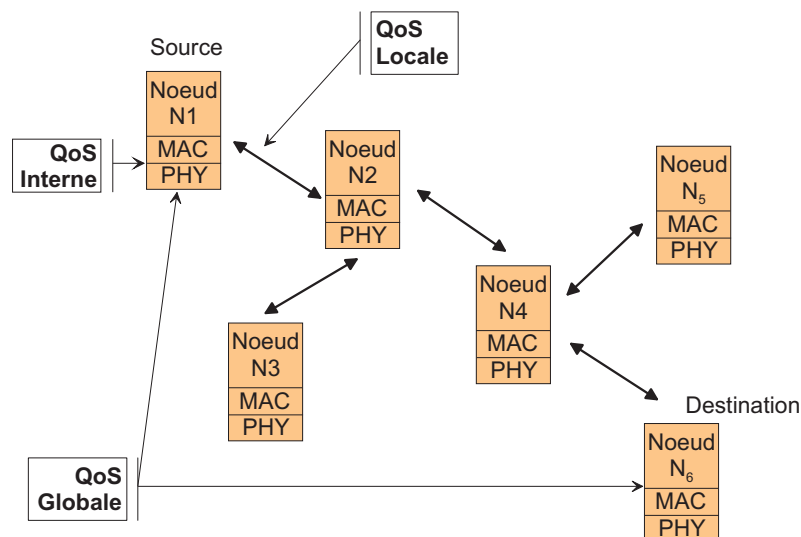 Source
QoS
Locale
Noeud
N1
MAC
PHY
QoS
Interne
Noeud
N2
MAC
PHY
Noeud
N5
MAC
PHY
Noeud
N4
MAC
PHY
Noeud
N3
MAC
PHY
Destination
Noeud
N6
MAC
PHY
QoS
Globale